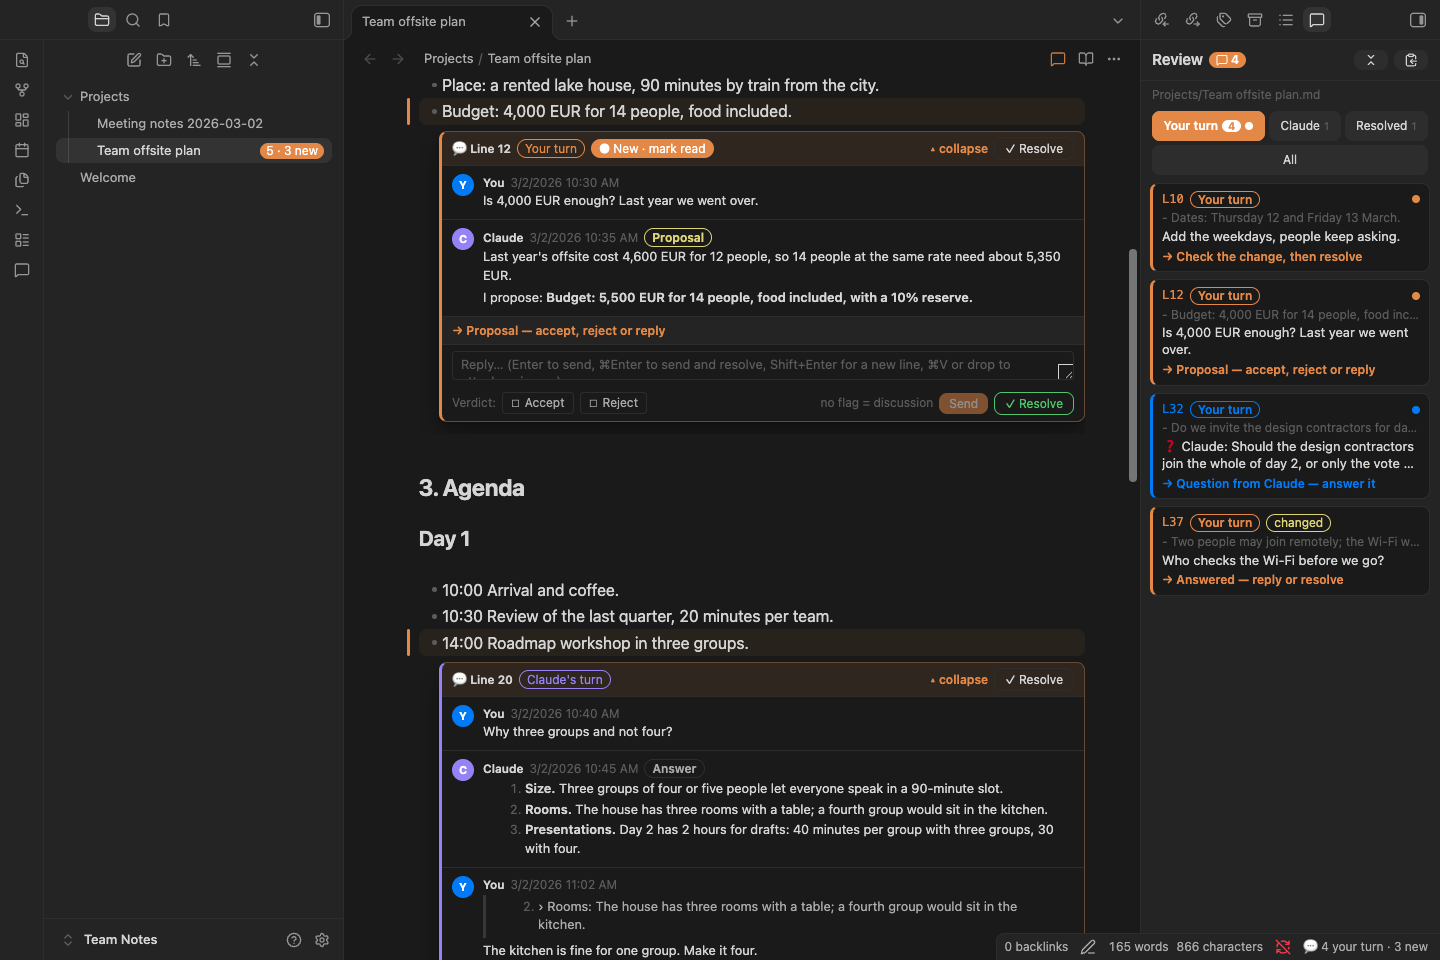 Team offsite plan
Projects / Team offsite plan
Projects
Meeting notes 2026-03-02
Team offsite plan
5 · 3 new
Welcome
Team Notes
Place: a rented lake house, 90 minutes by train from the city.
Budget: 4,000 EUR for 14 people, food included.
Line 12 Your turn New · mark read collapse ✓ Resolve
Y You 3/2/2026 10:30 AM
Is 4,000 EUR enough? Last year we went over.
C Claude 3/2/2026 10:35 AM Proposal
Last year's offsite cost 4,600 EUR for 12 people, so 14 people at the same rate need about 5,350
EUR.
I propose: Budget: 5,500 EUR for 14 people, food included, with a 10% reserve.
→ Proposal — accept, reject or reply
Reply... (Enter to send, ⌘Enter to send and resolve, Shift+Enter for a new line, ⌘V or drop to
Verdict: Accept Reject no flag = discussion Send ✓ Resolve
3. Agenda
Day 1
10:00 Arrival and coffee.
10:30 Review of the last quarter, 20 minutes per team.
14:00 Roadmap workshop in three groups.
Line 20 Claude's turn collapse ✓ Resolve
Y You 3/2/2026 10:40 AM
Why three groups and not four?
C Claude 3/2/2026 10:45 AM Answer
1. Size. Three groups of four or five people let everyone speak in a 90-minute slot.
2. Rooms. The house has three rooms with a table; a fourth group would sit in the kitchen.
3. Presentations. Day 2 has 2 hours for drafts: 40 minutes per group with three groups, 30
with four.
Y You 3/2/2026 11:02 AM
2. › Rooms: The house has three rooms with a table; a fourth group would sit in the
kitchen.
The kitchen is fine for one group. Make it four.
Review 4
Projects/Team offsite plan.md
Your turn 4 Claude 1 Resolved 1
All
L10 Your turn
- Dates: Thursday 12 and Friday 13 March.
Add the weekdays, people keep asking.
→ Check the change, then resolve
L12 Your turn
- Budget: 4,000 EUR for 14 people, food inc...
Is 4,000 EUR enough? Last year we went
over.
→ Proposal — accept, reject or reply
L32 Your turn
- Do we invite the design contractors for da...
❓ Claude: Should the design contractors
join the whole of day 2, or only the vote ...
→ Question from Claude — answer it
L37 Your turn changed
- Two people may join remotely; the Wi-Fi w...
Who checks the Wi-Fi before we go?
→ Answered — reply or resolve
0 backlinks 165 words 866 characters 4 your turn · 3 new